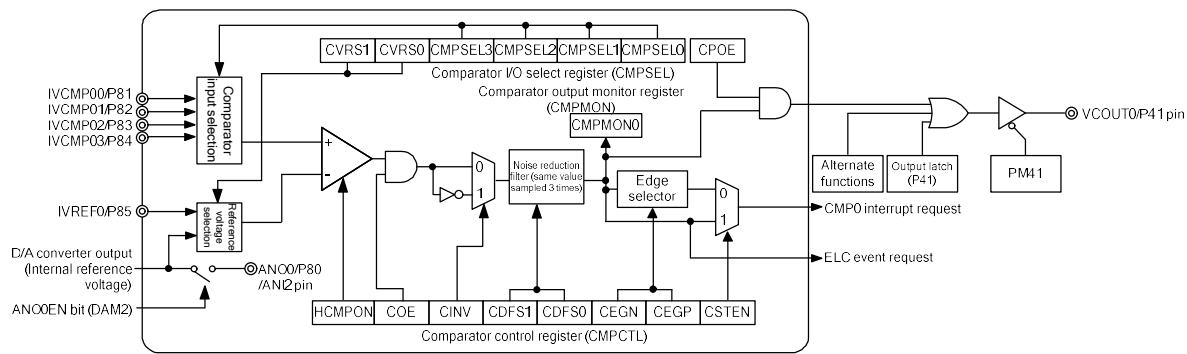 CVRS1 CVRS0 CMPSEL3 CMPSEL2 CMPSEL1 CMPSEL0 CPOE
Comparator I/O select register (CMPSEL)
Comparator output monitor register
(CMPMON)
CMPMON0
IVCMP00/P81
IVCMP01/P82
IVCMP02/P83
IVCMP03/P84
Comparator
input selection
+
-
0
1
Noise reduction
filter (same value
sampled 3 times)
Edge
selector
0
1
Alternate
functions
Output latch
(P41)
PM41
VCOUT0/P41 pin
CMP0 interrupt request
ELC event request
IVREF0/P85
Reference
voltage
selection
D/A converter output
(Internal reference
voltage)
ANO0/P80
/ANI2 pin
ANO0EN bit (DAM2)
HCMPON COE CINV CDFS1 CDFS0 CEGN CEGP CSTEN
Comparator control register (CMPCTL)